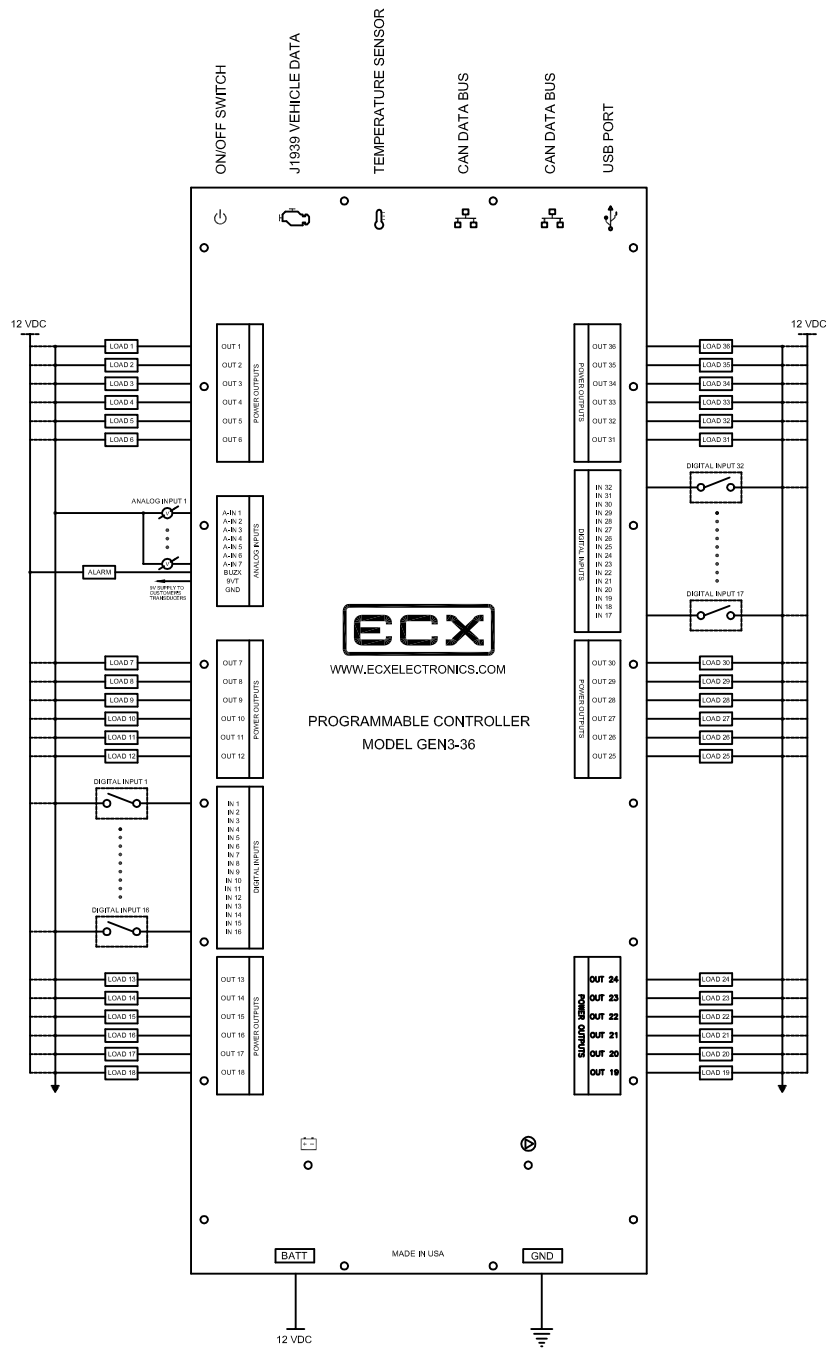 ON/OFF SWITCH
J1939 VEHICLE DATA
TEMPERATURE SENSOR
CAN DATA BUS
CAN DATA BUS
USB PORT
12 VDC
LOAD 1
LOAD 2
LOAD 3
LOAD 4
LOAD 5
LOAD 6
OUT 1
OUT 2
OUT 3
OUT 4
OUT 5
OUT 6
POWER OUTPUTS
ANALOG INPUT 1
V
V
ALARM
9V SUPPLY TO
CUSTOMERS
TRANSDUCERS
A-IN 1
A-IN 2
A-IN 3
A-IN 4
A-IN 5
A-IN 6
A-IN 7
BUZX
9VT
GND
ANALOG INPUTS
LOAD 7
LOAD 8
LOAD 9
LOAD 10
LOAD 11
LOAD 12
OUT 7
OUT 8
OUT 9
OUT 10
OUT 11
OUT 12
POWER OUTPUTS
DIGITAL INPUT 1
DIGITAL INPUT 16
IN 1
IN 2
IN 3
IN 4
IN 5
IN 6
IN 7
IN 8
IN 9
IN 10
IN 11
IN 12
IN 13
IN 14
IN 15
IN 16
DIGITAL INPUTS
LOAD 13
LOAD 14
LOAD 15
LOAD 16
LOAD 17
LOAD 18
OUT 13
OUT 14
OUT 15
OUT 16
OUT 17
OUT 18
POWER OUTPUTS
ECX
WWW.ECXELECTRONICS.COM
PROGRAMMABLE CONTROLLER
MODEL GEN3-36
12 VDC
POWER OUTPUTS
OUT 36
OUT 35
OUT 34
OUT 33
OUT 32
OUT 31
LOAD 36
LOAD 35
LOAD 34
LOAD 33
LOAD 32
LOAD 31
DIGITAL INPUTS
IN 32
IN 31
IN 30
IN 29
IN 28
IN 27
IN 26
IN 25
IN 24
IN 23
IN 22
IN 21
IN 20
IN 19
IN 18
IN 17
DIGITAL INPUT 32
DIGITAL INPUT 17
POWER OUTPUTS
OUT 30
OUT 29
OUT 28
OUT 27
OUT 26
OUT 25
LOAD 30
LOAD 29
LOAD 28
LOAD 27
LOAD 26
LOAD 25
POWER OUTPUTS
OUT 24
OUT 23
OUT 22
OUT 21
OUT 20
OUT 19
LOAD 24
LOAD 23
LOAD 22
LOAD 21
LOAD 20
LOAD 19
BATT
MADE IN USA
GND
12 VDC